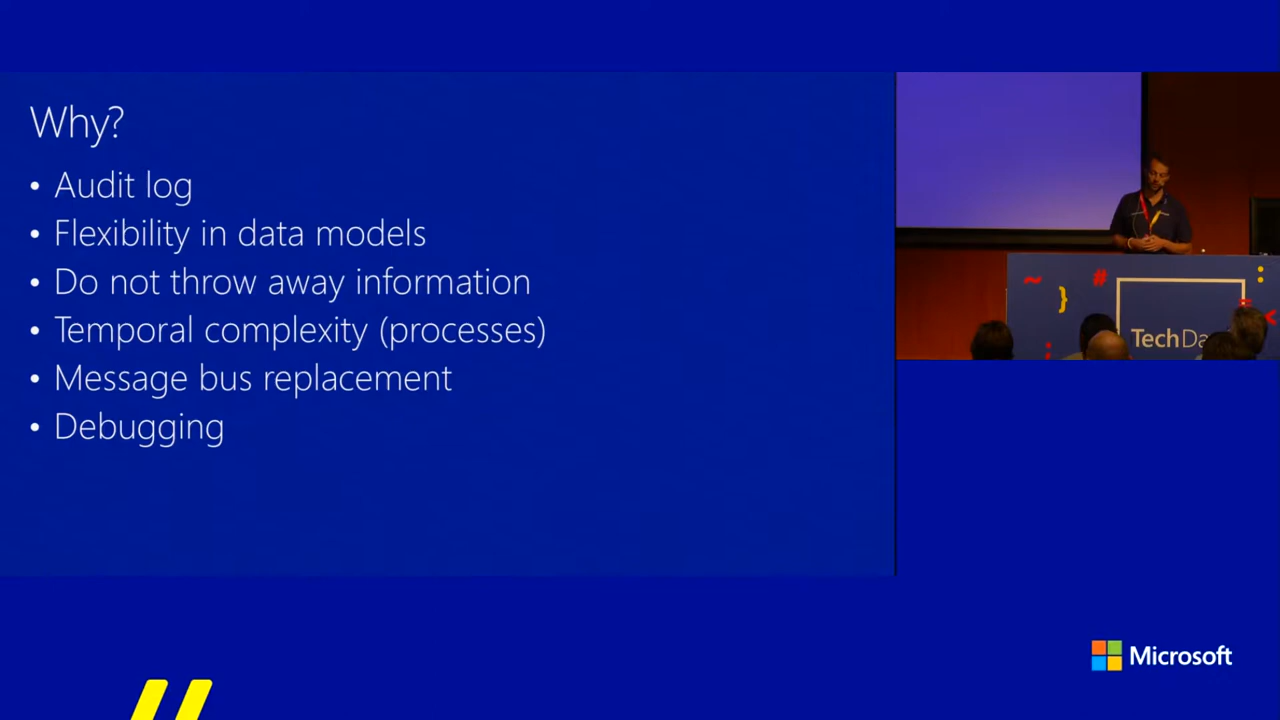 Why?
• Audit log
• Flexibility in data models
• Do not throw away information
• Temporal complexity (processes)
• Message bus replacement
• Debugging
~ } # : = < ;
TechDa
Microsoft
//